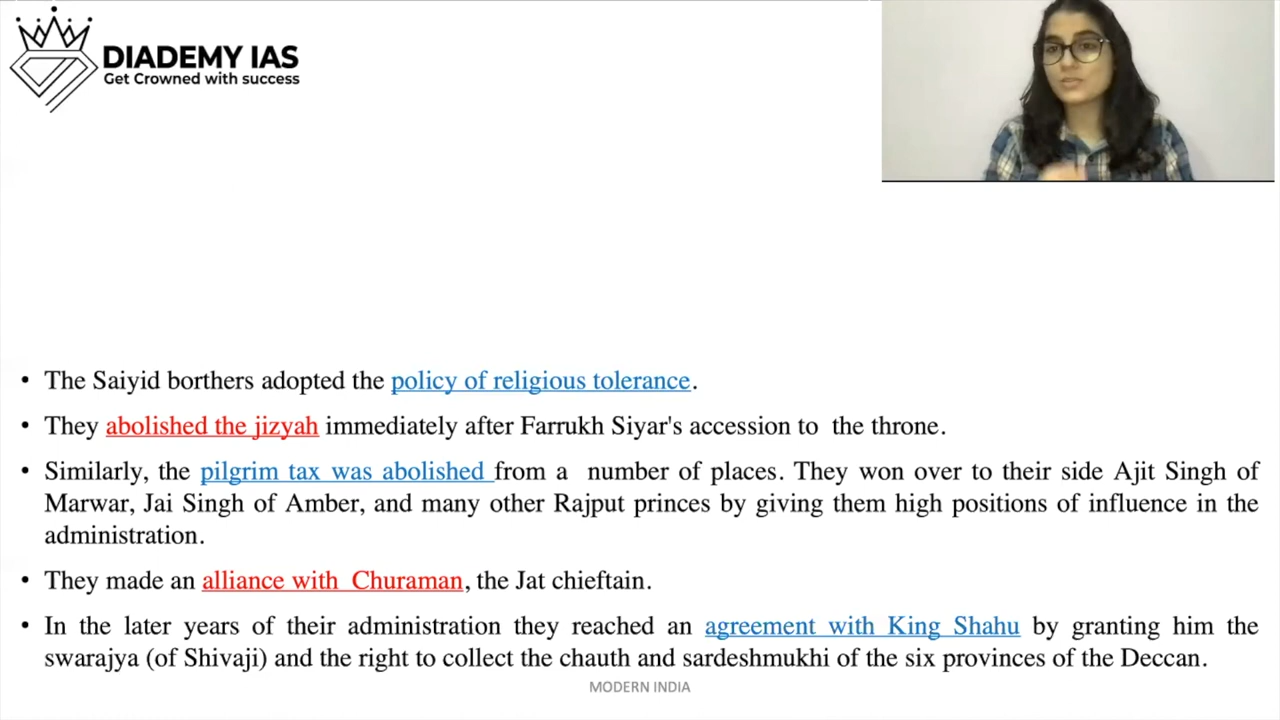 DIADEMY IAS
Get Crowned with success
• The Saiyid borthers adopted the policy of religious tolerance.
• They abolished the jizyah immediately after Farrukh Siyar's accession to the throne.
• Similarly, the pilgrim tax was abolished from a number of places. They won over to their side Ajit Singh of
Marwar, Jai Singh of Amber, and many other Rajput princes by giving them high positions of influence in the
administration.
• They made an alliance with Churaman, the Jat chieftain.
• In the later years of their administration they reached an agreement with King Shahu by granting him the
swarajya (of Shivaji) and the right to collect the chauth and sardeshmukhi of the six provinces of the Deccan.
MODERN INDIA